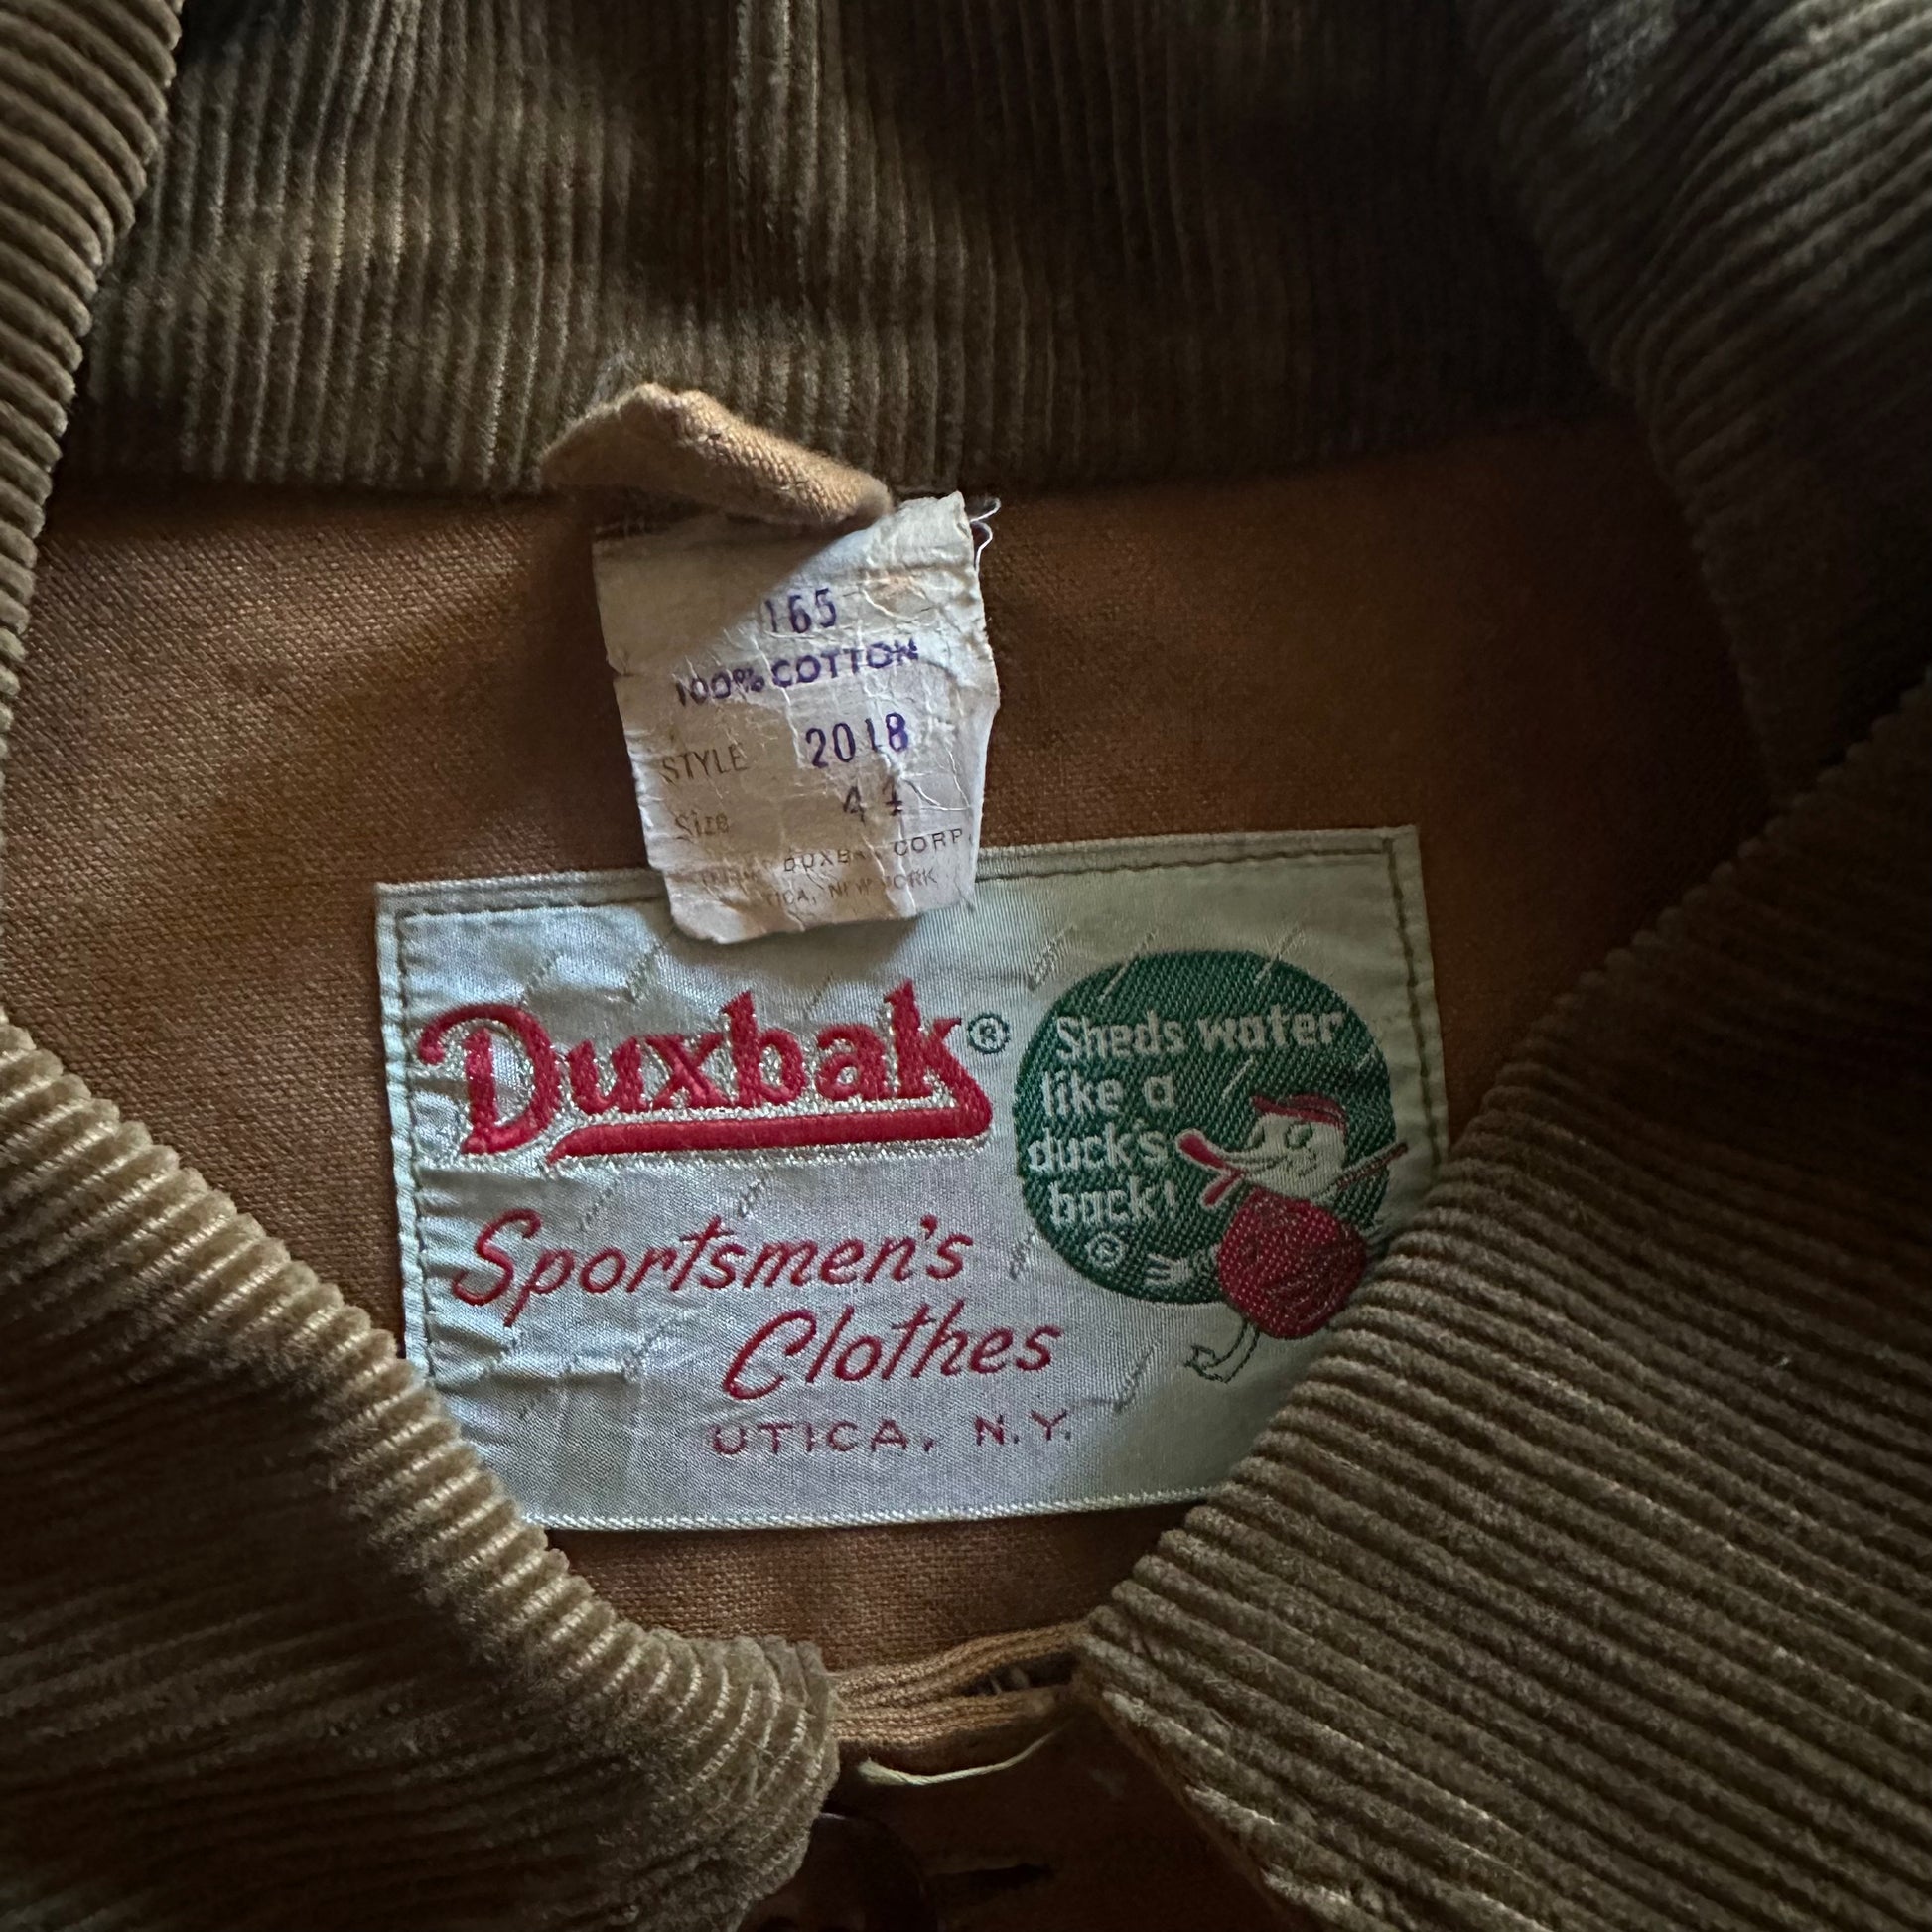 165
100% COTTON
STYLE 2018
Size 44
DUXBAK CORP.
UTICA, NEW YORK
Duxbak®
Sheds water
like a
duck's
back!
®
Sportsmen's
Clothes
UTICA, N.Y.